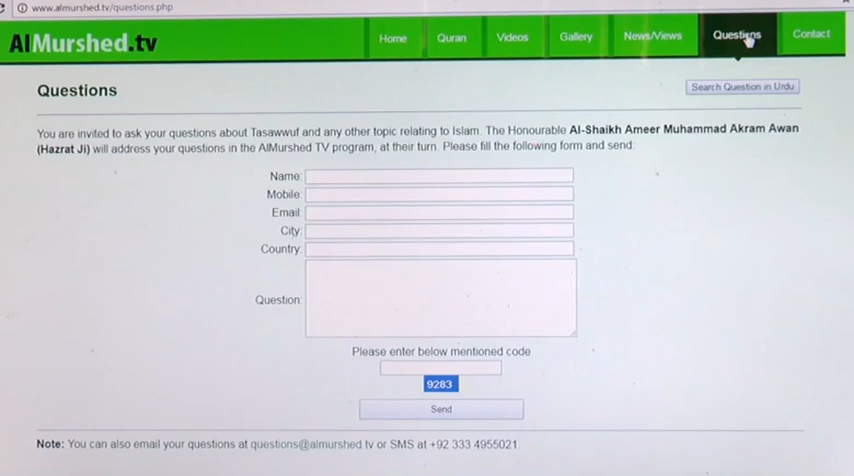 www.almurshed.tv/questions.php
AlMurshed.tv
Home Quran Videos Gallery News/Views Questions Contact
Questions
Search Question in Urdu
You are invited to ask your questions about Tasawwuf and any other topic relating to Islam. The Honourable Al-Shaikh Ameer Muhammad Akram Awan
(Hazrat Ji) will address your questions in the AlMurshed TV program, at their turn. Please fill the following form and send:
Name:
Mobile:
Email:
City:
Country:
Question:
Please enter below mentioned code
9283
Send
Note: You can also email your questions at questions@almurshed.tv or SMS at +92 333 4955021.